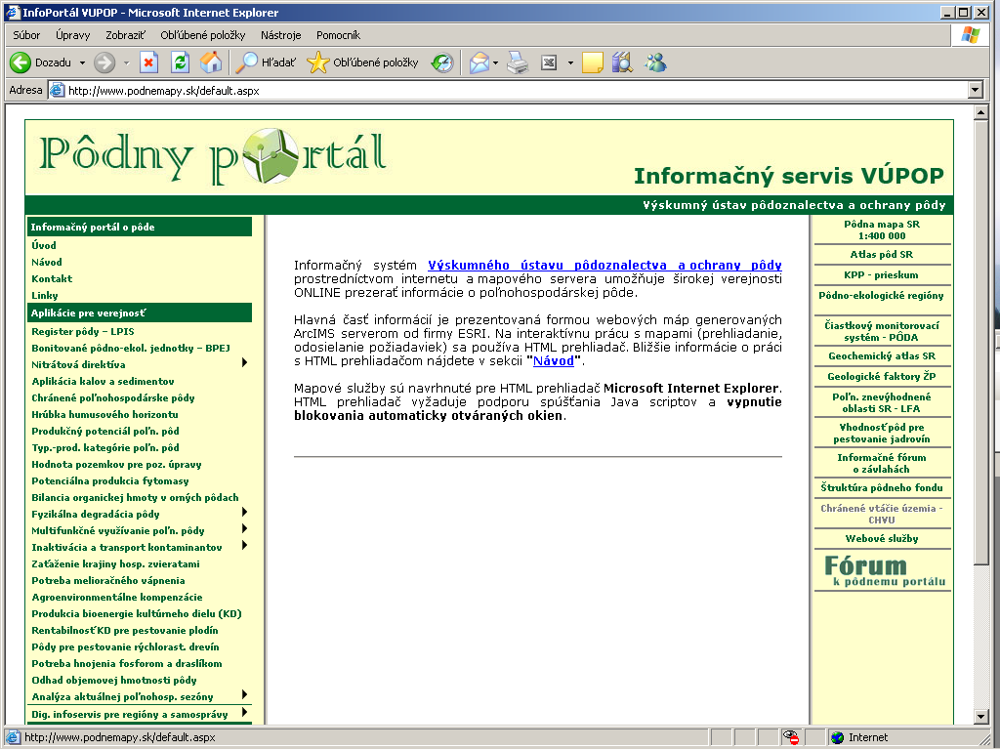 InfoPortál VUPOP - Microsoft Internet Explorer
Súbor Úpravy Zobraziť Obľúbené položky Nástroje Pomocník
Dozadu Hľadať Obľúbené položky
Adresa http://www.podnemapy.sk/default.aspx
Pôdny portál
Informačný servis VÚPOP
Výskumný ústav pôdoznalectva a ochrany pôdy
Informačný portál o pôde
Úvod
Návod
Kontakt
Linky
Aplikácie pre verejnosť
Register pôdy – LPIS
Bonitované pôdno-ekol. jednotky – BPEJ
Nitrátová direktíva
Aplikácia kalov a sedimentov
Chránené poľnohospodárske pôdy
Hrúbka humusového horizontu
Produkčný potenciál poľn. pôd
Typ.-prod. kategórie poľn. pôd
Hodnota pozemkov pre poz. úpravy
Potenciálna produkcia fytomasy
Bilancia organickej hmoty v orných pôdach
Fyzikálna degradácia pôdy
Multifunkčné využívanie poľn. pôdy
Inaktivácia a transport kontaminantov
Zaťaženie krajiny hosp. zvieratami
Potreba melioračného vápnenia
Agroenvironmentálne kompenzácie
Produkcia bioenergie kultúrneho dielu (KD)
Rentabilnosť KD pre pestovanie plodín
Pôdy pre pestovanie rýchlorast. drevín
Potreba hnojenia fosforom a draslíkom
Odhad objemovej hmotnosti pôdy
Analýza aktuálnej poľnohosp. sezóny
Dig. infoservis pre regióny a samosprávy
Informačný systém Výskumného ústavu pôdoznalectva a ochrany pôdy
prostredníctvom internetu a mapového servera umožňuje širokej verejnosti
ONLINE prezerať informácie o poľnohospodárskej pôde.
Hlavná časť informácií je prezentovaná formou webových máp generovaných
ArcIMS serverom od firmy ESRI. Na interaktívnu prácu s mapami (prehliadanie,
odosielanie požiadaviek) sa používa HTML prehliadač. Bližšie informácie o práci
s HTML prehliadačom nájdete v sekcii "Návod".
Mapové služby sú navrhnuté pre HTML prehliadač Microsoft Internet Explorer.
HTML prehliadač vyžaduje podporu spúšťania Java scriptov a vypnutie
blokovania automaticky otváraných okien.
Pôdna mapa SR
1:400 000
Atlas pôd SR
KPP - prieskum
Pôdno-ekologické regióny
Čiastkový monitorovací
systém - PÔDA
Geochemický atlas SR
Geologické faktory ŽP
Poľn. znevýhodnené
oblasti SR - LFA
Vhodnosť pôd pre
pestovanie jadrovín
Informačné fórum
o závlahách
Štruktúra pôdneho fondu
Chránené vtáčie územia -
CHVU
Webové služby
Fórum
k pôdnemu portálu
http://www.podnemapy.sk/default.aspx Internet